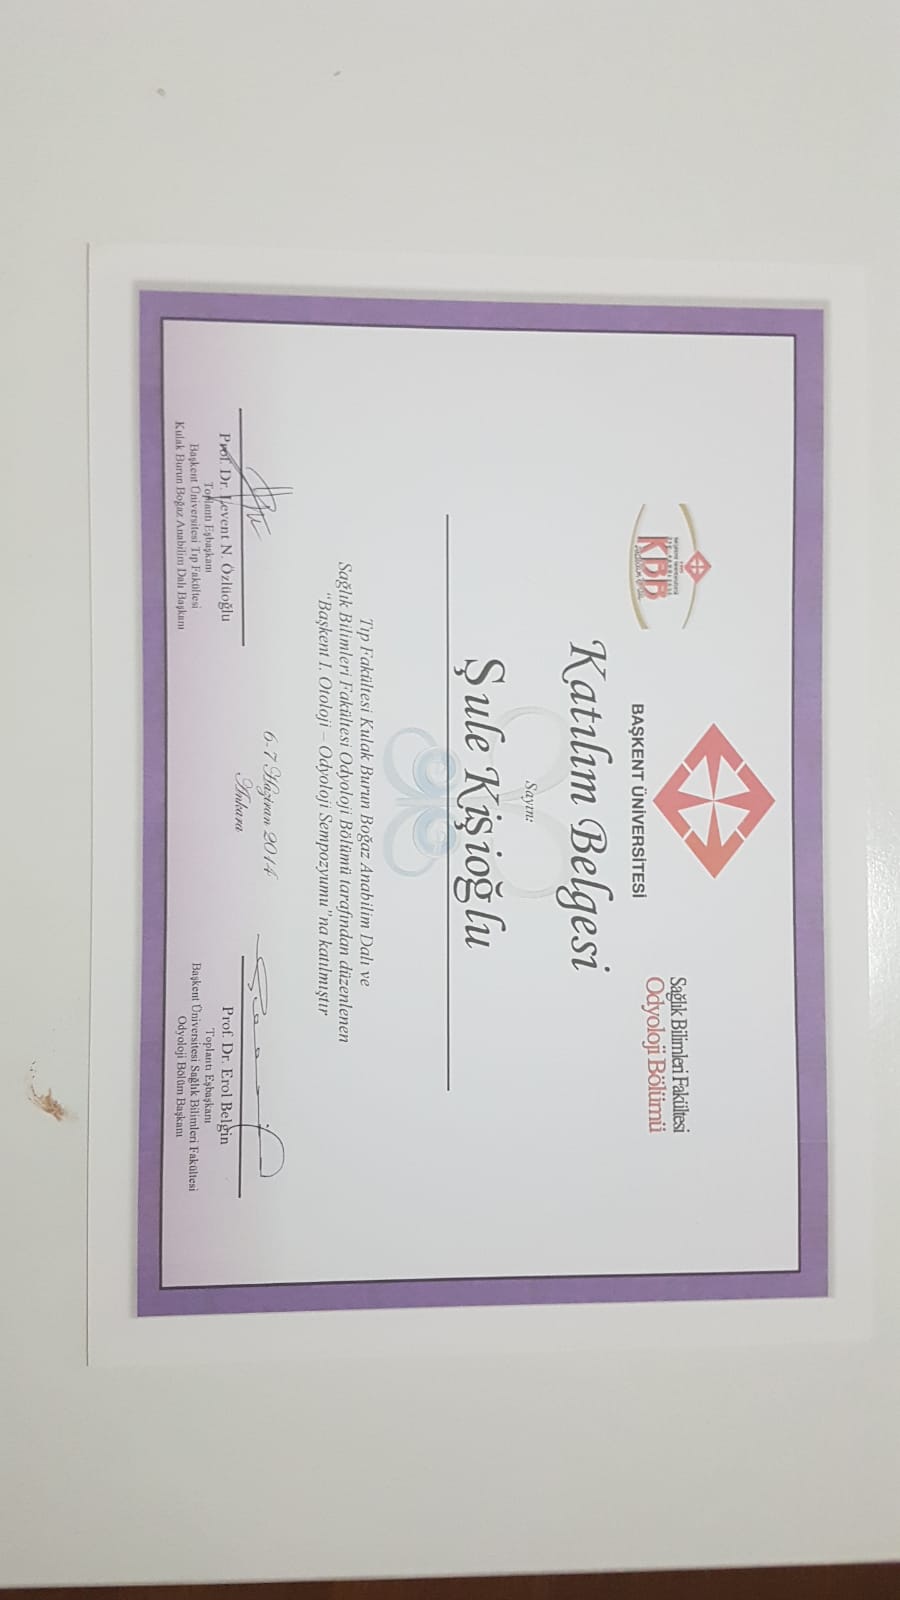 KBB
BAŞKENT ÜNİVERSİTESİ
Sağlık Bilimleri Fakültesi
Odyoloji Bölümü
Katılım Belgesi
Sayın:
Şule Kişioğlu
Tıp Fakültesi Kulak Burun Boğaz Anabilim Dalı ve
Sağlık Bilimleri Fakültesi Odyoloji Bölümü tarafından düzenlenen
“Başkent I. Otoloji – Odyoloji Sempozyumu”na katılmıştır
6-7 Haziran 2014
Ankara
Prof. Dr. Levent N. Özlüoğlu
Toplantı Eşbaşkanı
Başkent Üniversitesi Tıp Fakültesi
Kulak Burun Boğaz Anabilim Dalı Başkanı
Prof. Dr. Erol Belgin
Toplantı Eşbaşkanı
Başkent Üniversitesi Sağlık Bilimleri Fakültesi
Odyoloji Bölüm Başkanı